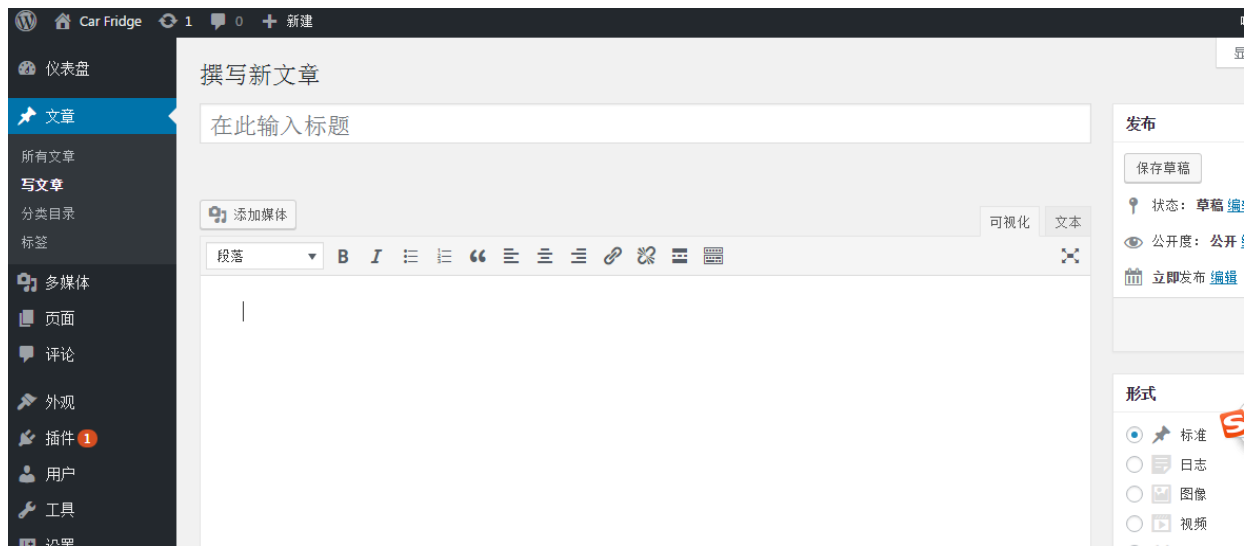 Car Fridge 1 0 新建
仪表盘
文章
所有文章
写文章
分类目录
标签
多媒体
页面
评论
外观
插件 1
用户
工具
设置
撰写新文章
在此输入标题
添加媒体
可视化 文本
段落 B I
发布
保存草稿
状态：草稿
公开度：公开
立即发布 编辑
形式
标准
日志
图像
视频